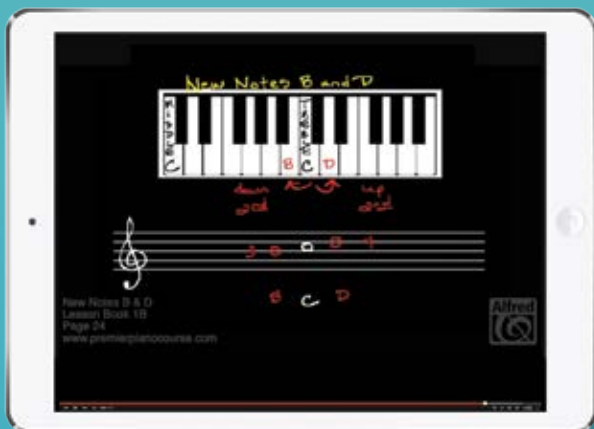 New Notes B and D
C B C D
down up
2nd 2nd
B C D
New Notes B & D
Lesson Book 1B
Page 24
www.premierpianocourse.com
Alfred